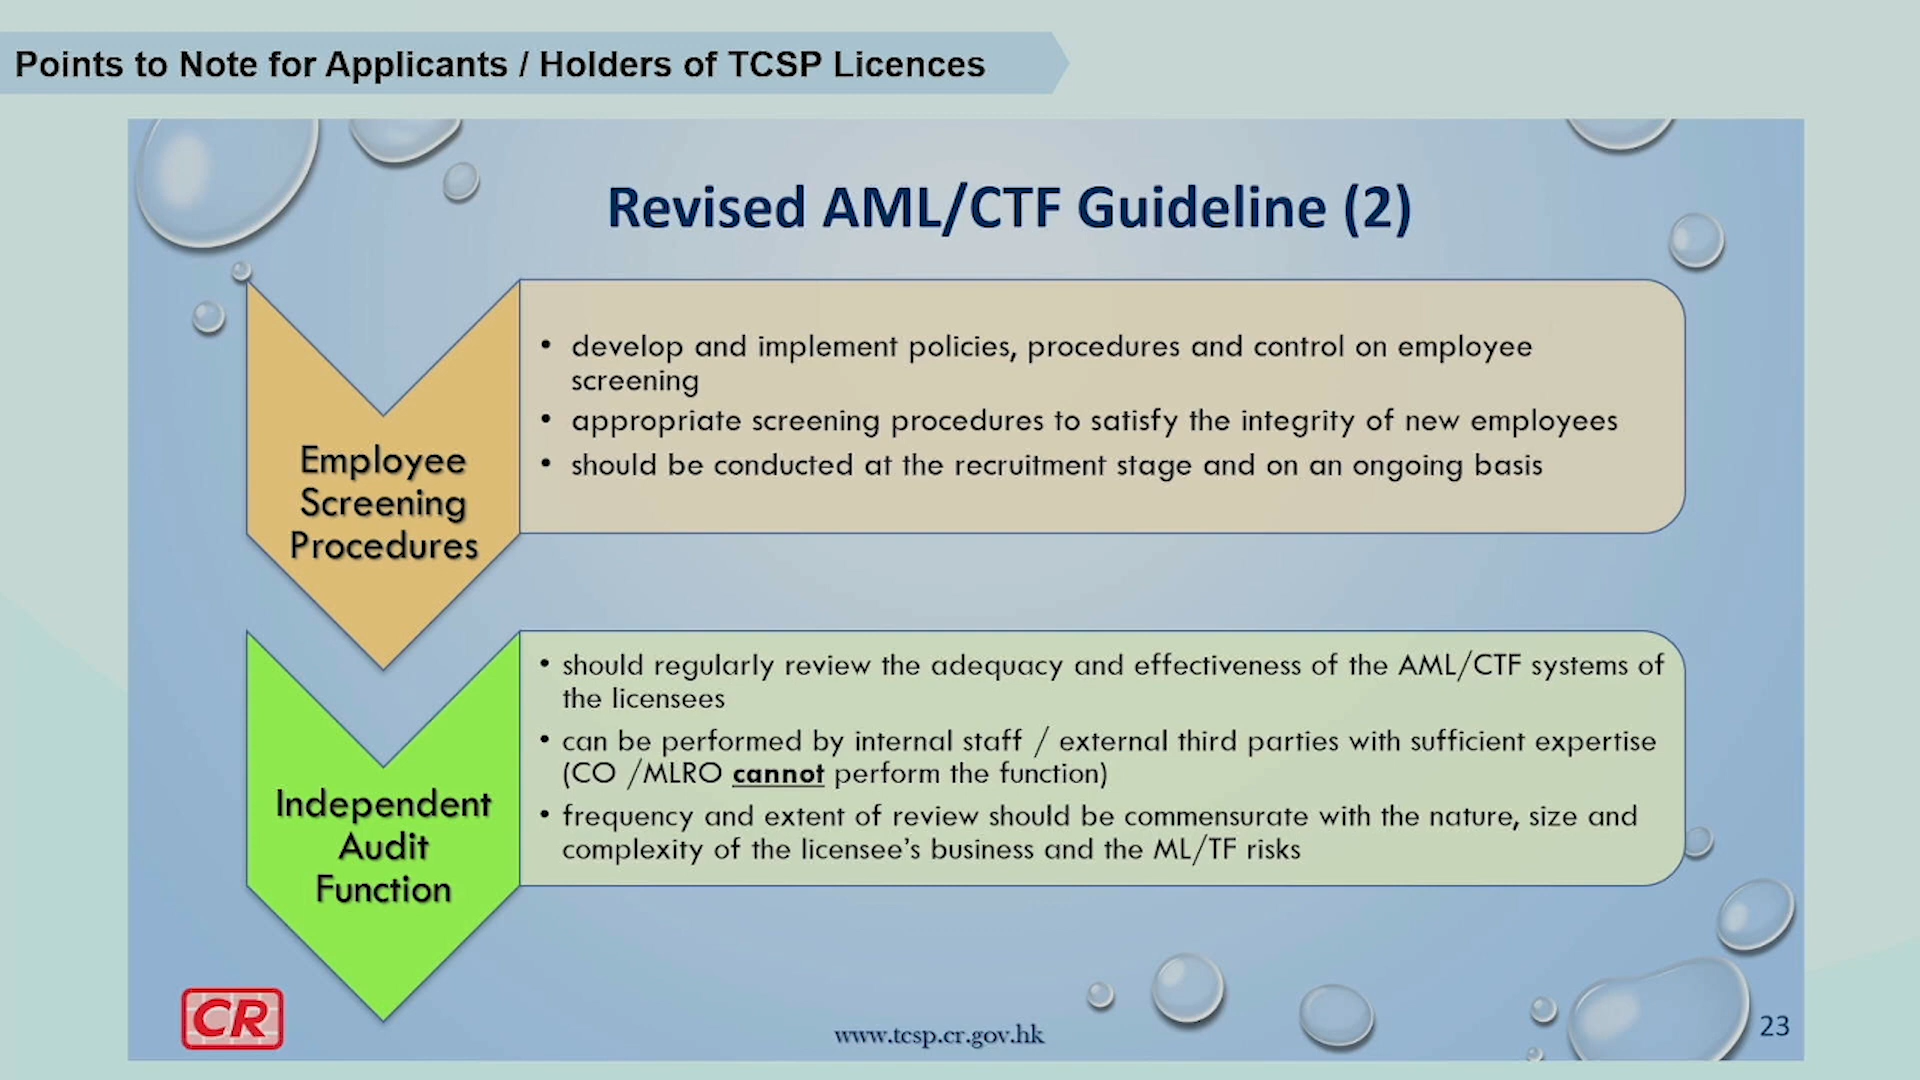 Points to Note for Applicants / Holders of TCSP Licences
Revised AML/CTF Guideline (2)
Employee
Screening
Procedures
• develop and implement policies, procedures and control on employee
screening
• appropriate screening procedures to satisfy the integrity of new employees
• should be conducted at the recruitment stage and on an ongoing basis
Independent
Audit
Function
• should regularly review the adequacy and effectiveness of the AML/CTF systems of
the licensees
• can be performed by internal staff / external third parties with sufficient expertise
(CO /MLRO cannot perform the function)
• frequency and extent of review should be commensurate with the nature, size and
complexity of the licensee's business and the ML/TF risks
CR
www.tcsp.cr.gov.hk
23